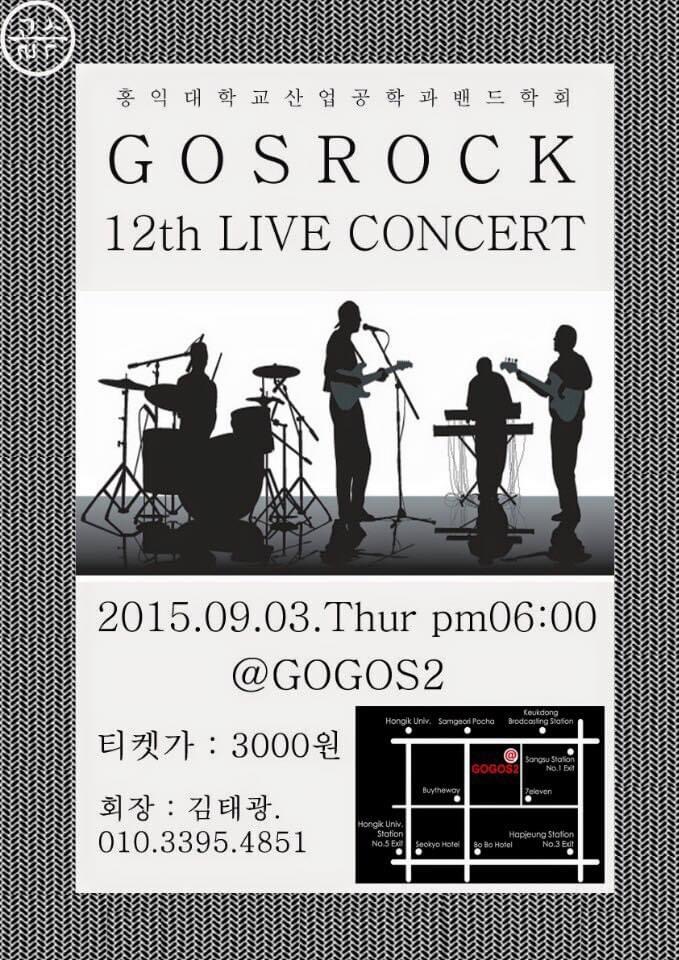 공스
락
홍익대학교산업공학과밴드학회
GOSROCK
12th LIVE CONCERT
2015.09.03.Thur pm06:00
@GOGOS2
티켓가 : 3000원
회장 : 김태광.
010.3395.4851
Hongik Univ.
Samgeori Pocha
Keukdong
Brodcasting Station
@
GOGOS2
Sangsu Station
No.1 Exit
Buytheway
7eleven
Hongik Univ.
Station
No.5 Exit
Seokyo Hotel
Bo Bo Hotel
Hapjeung Station
No.3 Exit